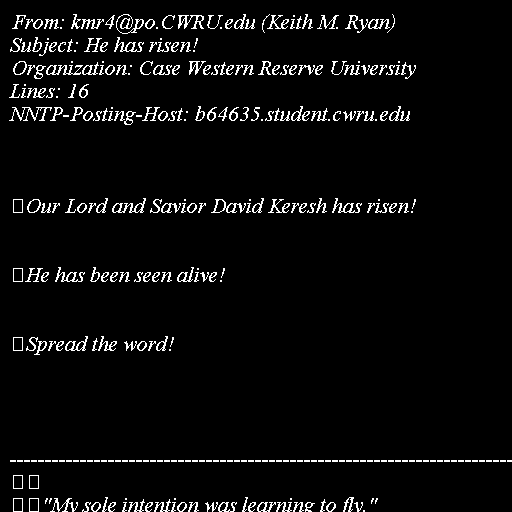 From: kmr4@po.CWRU.edu (Keith M. Ryan)
Subject: He has risen!
Organization: Case Western Reserve University
Lines: 16
NNTP-Posting-Host: b64635.student.cwru.edu
Our Lord and Savior David Keresh has risen!
He has been seen alive!
Spread the word!
--------------------------------------------------------------------------------
"My sole intention was learning to fly."